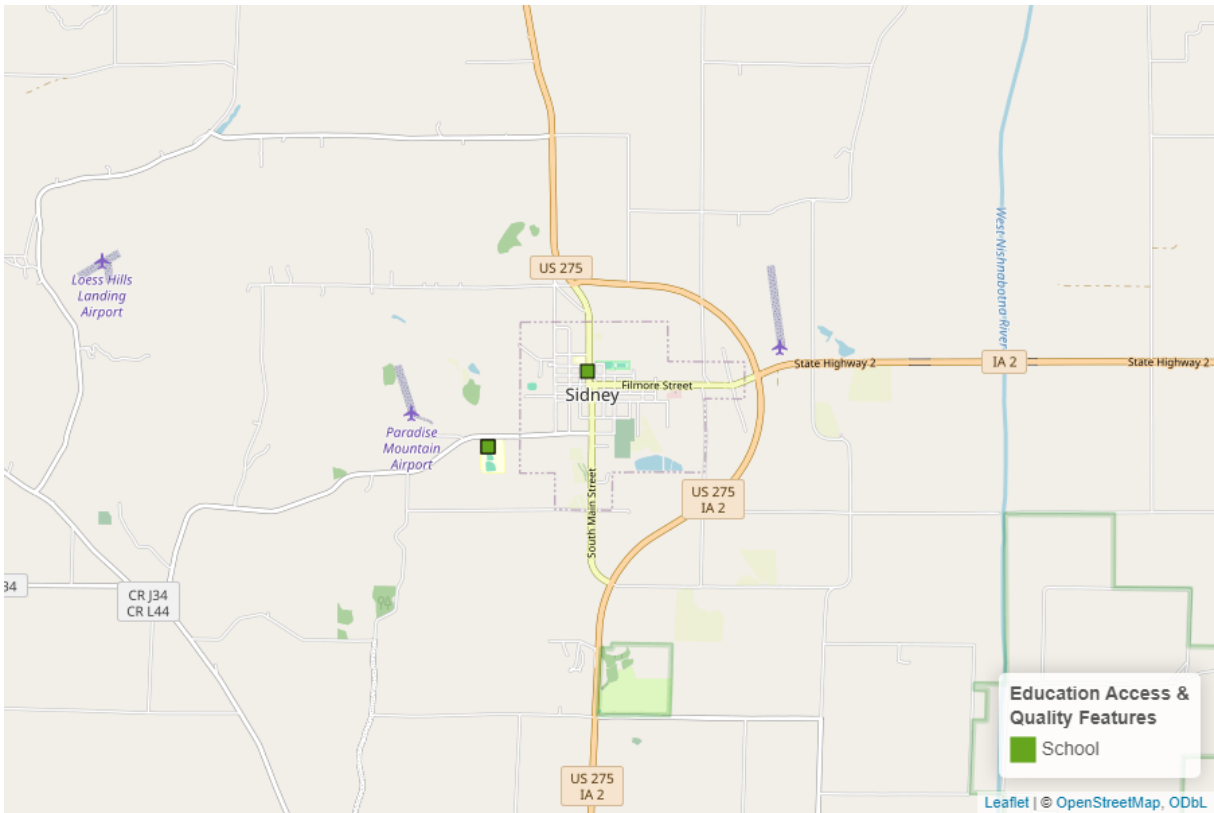 US 275
Loess Hills
Landing
Airport
West Nishnabotna River
State Highway 2
IA 2
State Highway 2
Filmore Street
Sidney
Paradise
Mountain
Airport
South Main Street
US 275
IA 2
34
CR J34
CR L44
Education Access &
Quality Features
School
US 275
IA 2
Leaflet | © OpenStreetMap, ODbL